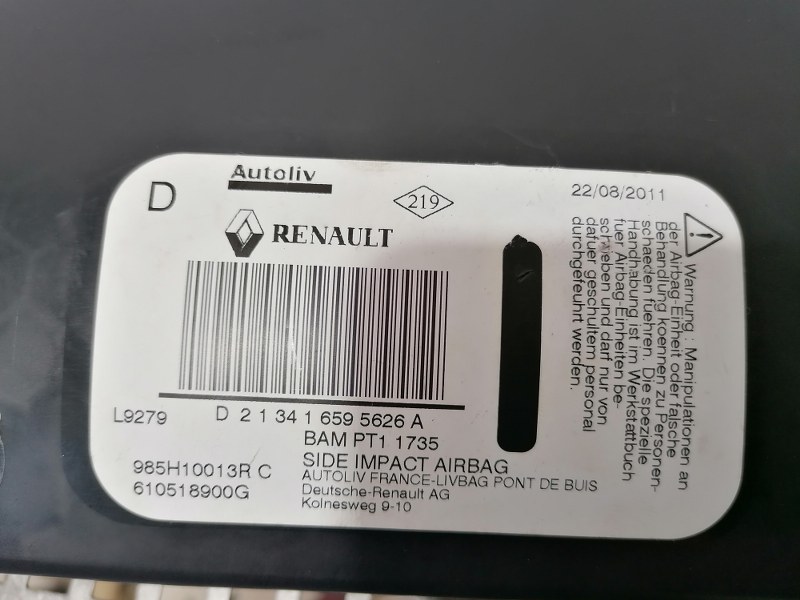 D
Autoliv
219
22/08/2011
RENAULT
L9279
D 2 1 34 1 659 5626 A
BAM PT1 1735
985H10013R C
SIDE IMPACT AIRBAG
610518900G
AUTOLIV FRANCE-LIVBAG PONT DE BUIS
Deutsche-Renault AG
Kolnesweg 9-10
Warnung : Manipulationen an
der Airbag-Einheit oder falsche
Behandlung koennen zu Personen-
schaeden fuehren. Die spezielle
Handhabung ist im Werkstattbuch
fuer Airbag-Einheiten be-
schrieben und darf nur von
dafuer geschultem personal
durchgefeuhrt werden.